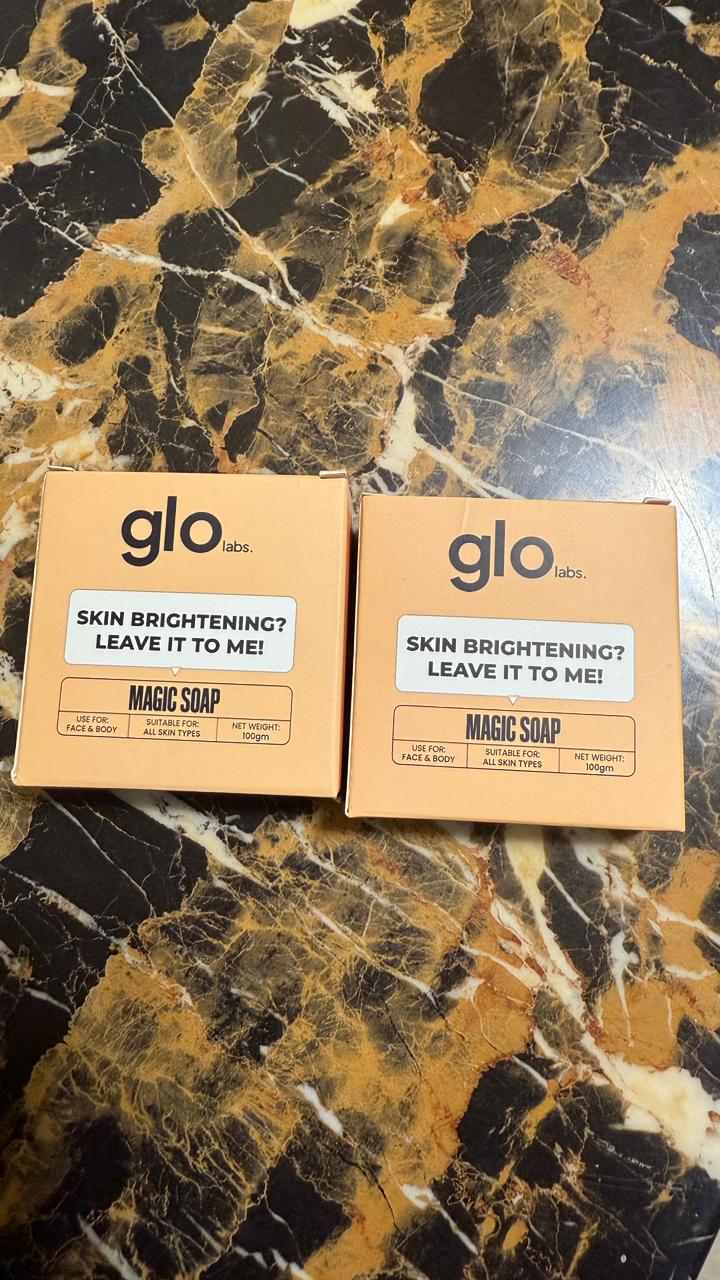 glo labs.
SKIN BRIGHTENING?
LEAVE IT TO ME!
MAGIC SOAP
USE FOR:
FACE & BODY
SUITABLE FOR:
ALL SKIN TYPES
NET WEIGHT:
100gm
glo labs.
SKIN BRIGHTENING?
LEAVE IT TO ME!
MAGIC SOAP
USE FOR:
FACE & BODY
SUITABLE FOR:
ALL SKIN TYPES
NET WEIGHT:
100gm